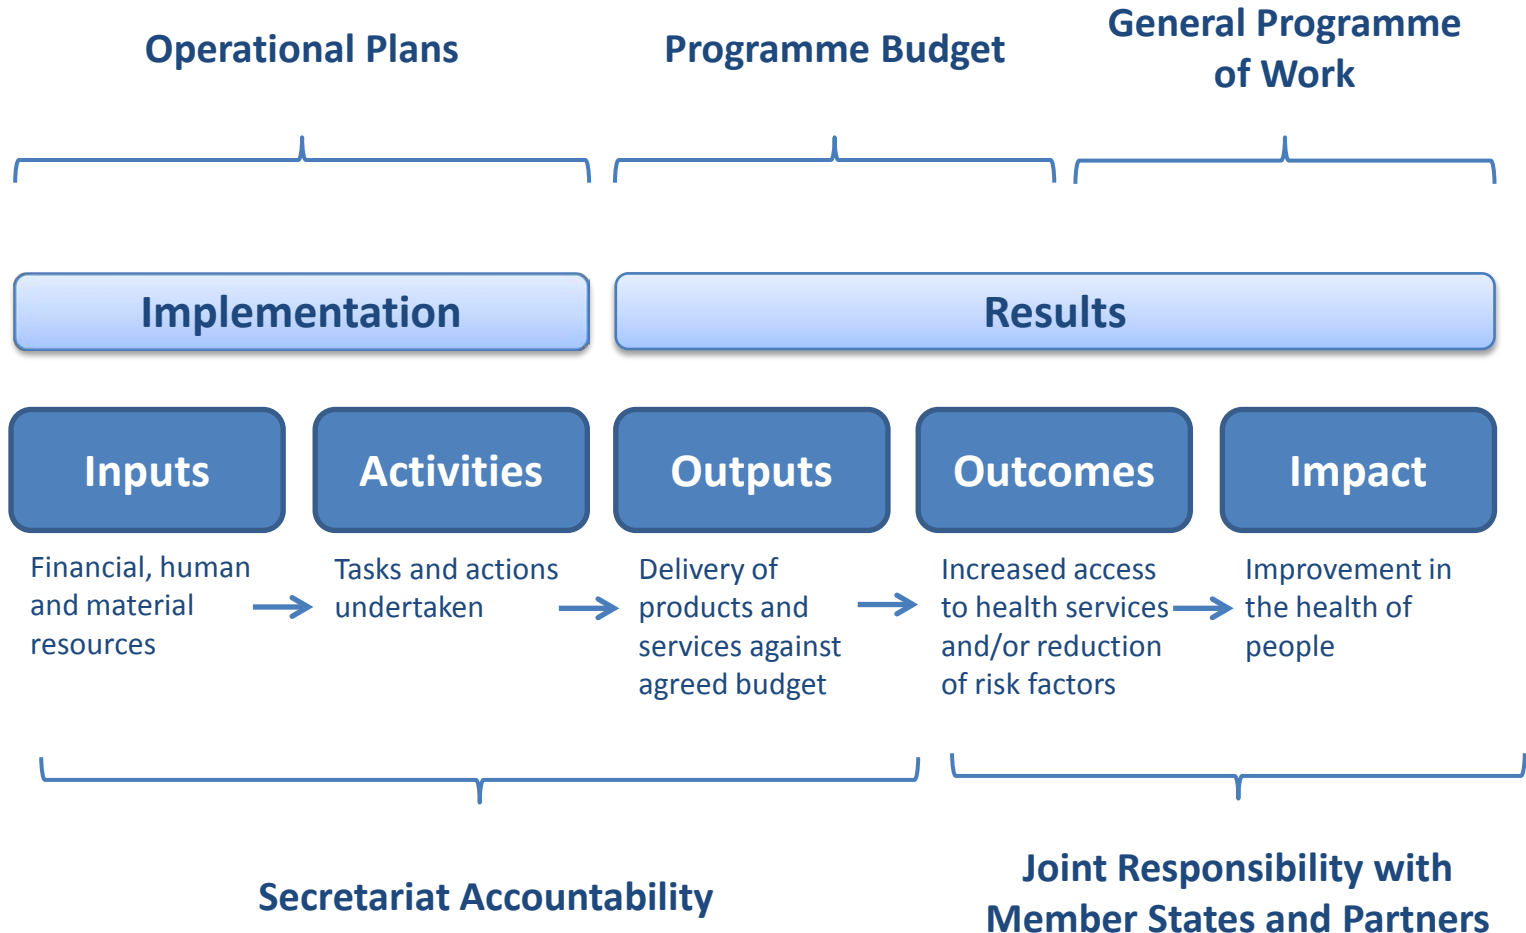 Operational Plans
Programme Budget
General Programme
of Work
Implementation
Results
Inputs
Activities
Outputs
Outcomes
Impact
Financial, human
and material
resources
Tasks and actions
undertaken
Delivery of
products and
services against
agreed budget
Increased access
to health services
and/or reduction
of risk factors
Improvement in
the health of
people
Secretariat Accountability
Joint Responsibility with
Member States and Partners